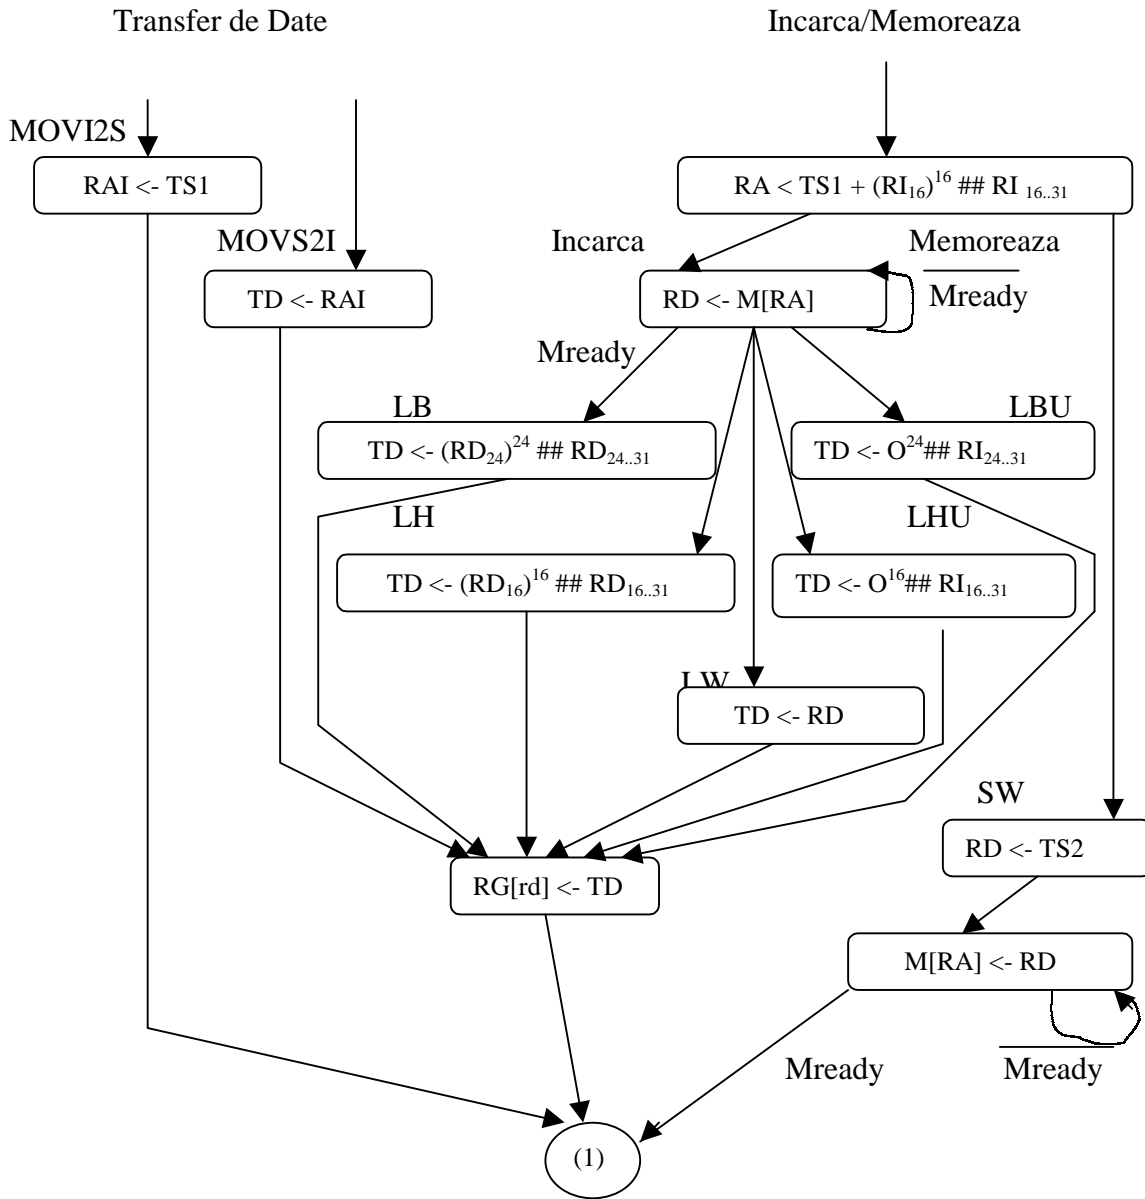 Transfer de Date
Incarca/Memoreaza
MOVI2S
RAI <- TS1
RA < TS1 + (RI₁₆)¹⁶ ## RI ₁₆..₃₁
MOVS2I
Incarca
Memoreaza
TD <- RAI
RD <- M[RA]
Mready
Mready
LB
LBU
TD <- (RD₂₄)²⁴ ## RD₂₄..₃₁
TD <- O²⁴## RI₂₄..₃₁
LH
LHU
TD <- (RD₁₆)¹⁶ ## RD₁₆..₃₁
TD <- O¹⁶## RI₁₆..₃₁
LW
TD <- RD
SW
RD <- TS2
RG[rd] <- TD
M[RA] <- RD
Mready
Mready
(1)